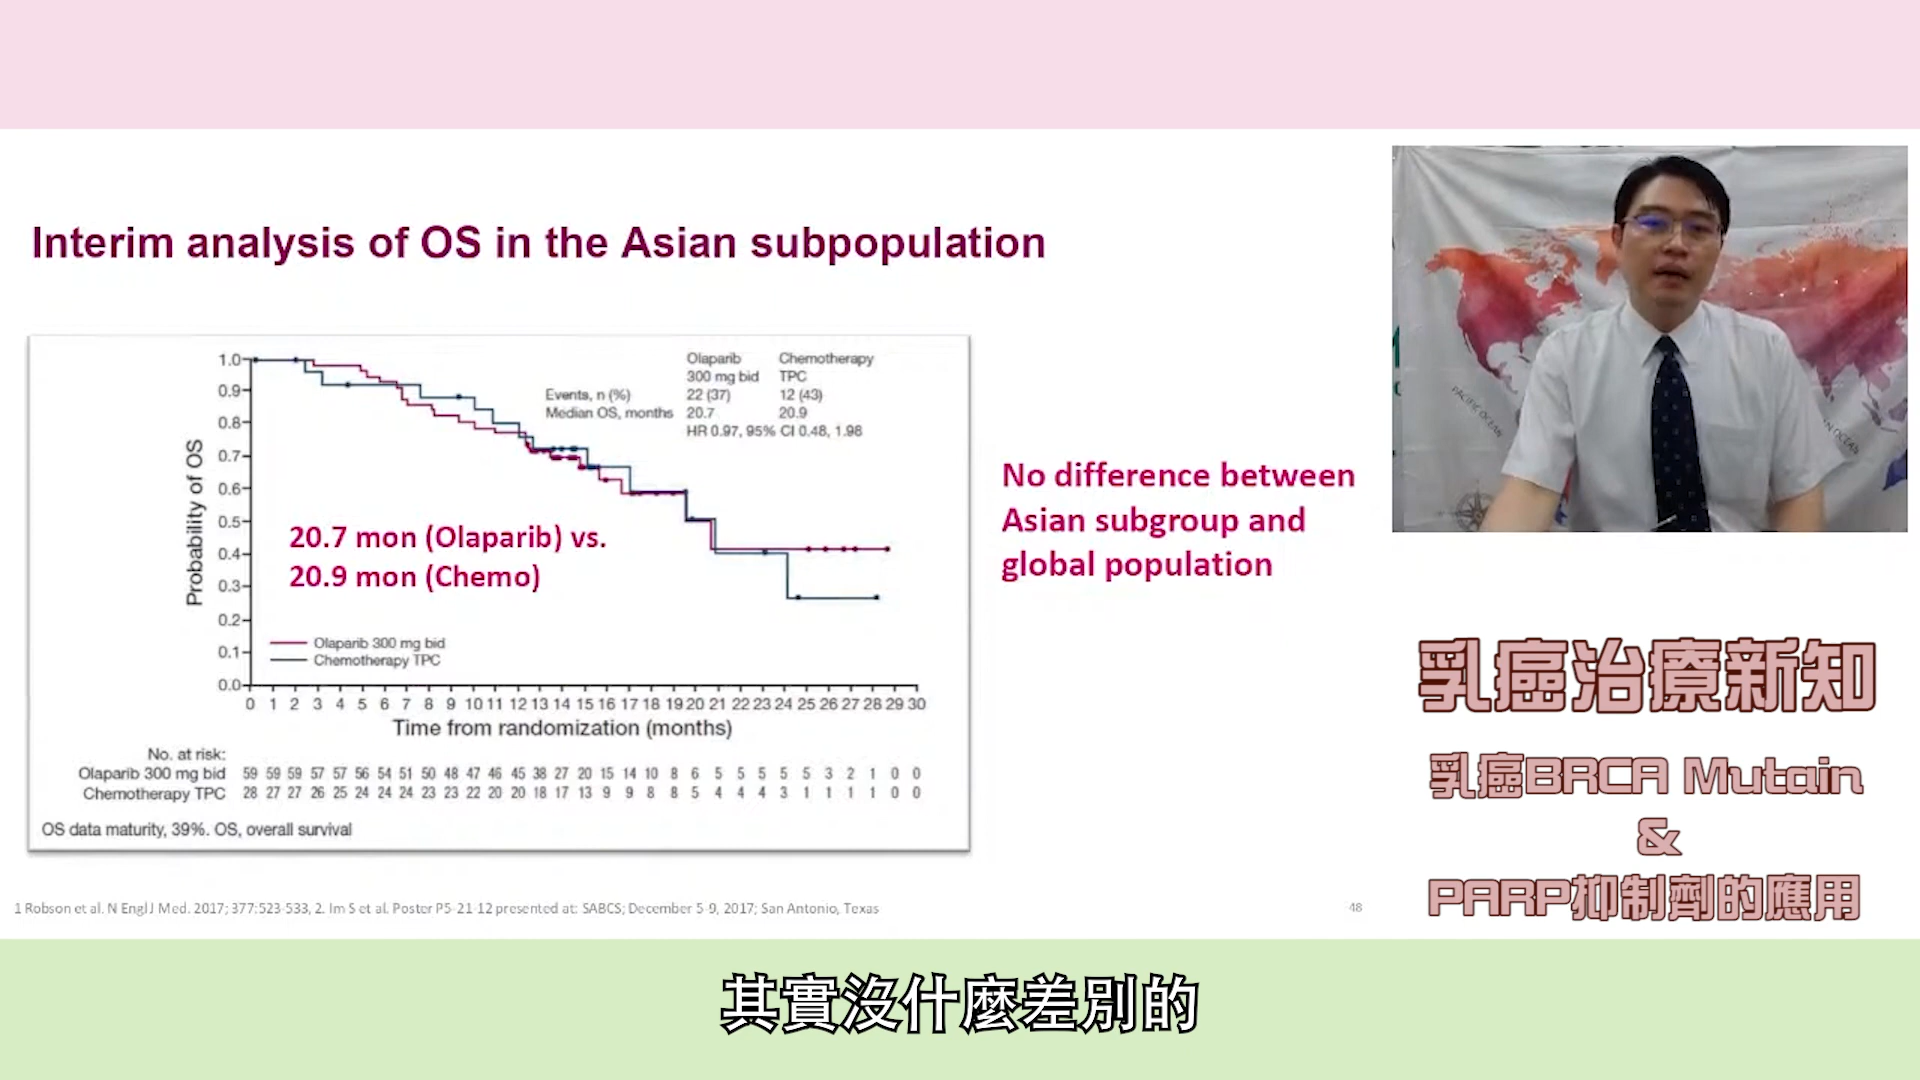 Interim analysis of OS in the Asian subpopulation
Olaparib Chemotherapy
300 mg bid TPC
Events, n (%) 22 (37) 12 (43)
Median OS, months 20.7 20.9
HR 0.97, 95% CI 0.48, 1.98
1.0
0.9
0.8
0.7
0.6
0.5
0.4
0.3
0.2
0.1
0.0
Probability of OS
20.7 mon (Olaparib) vs.
20.9 mon (Chemo)
Olaparib 300 mg bid
Chemotherapy TPC
0 1 2 3 4 5 6 7 8 9 10 11 12 13 14 15 16 17 18 19 20 21 22 23 24 25 26 27 28 29 30
Time from randomization (months)
No. at risk:
Olaparib 300 mg bid 59 59 59 57 57 56 54 51 50 48 47 46 45 38 27 20 15 14 10 8 6 5 5 5 5 5 3 2 1 0 0
Chemotherapy TPC 28 27 27 26 25 24 24 24 23 23 22 20 20 18 17 13 9 9 8 8 5 4 4 4 3 1 1 1 1 0 0
OS data maturity, 39%. OS, overall survival
No difference between
Asian subgroup and
global population
1 Robson et al. N Engl J Med. 2017; 377:523-533, 2. Im S et al. Poster P5-21-12 presented at: SABCS; December 5-9, 2017; San Antonio, Texas
48
PACIFIC OCEAN
乳癌治療新知
乳癌BRCA Mutain
&
PARP抑制劑的應用
其實沒什麼差別的